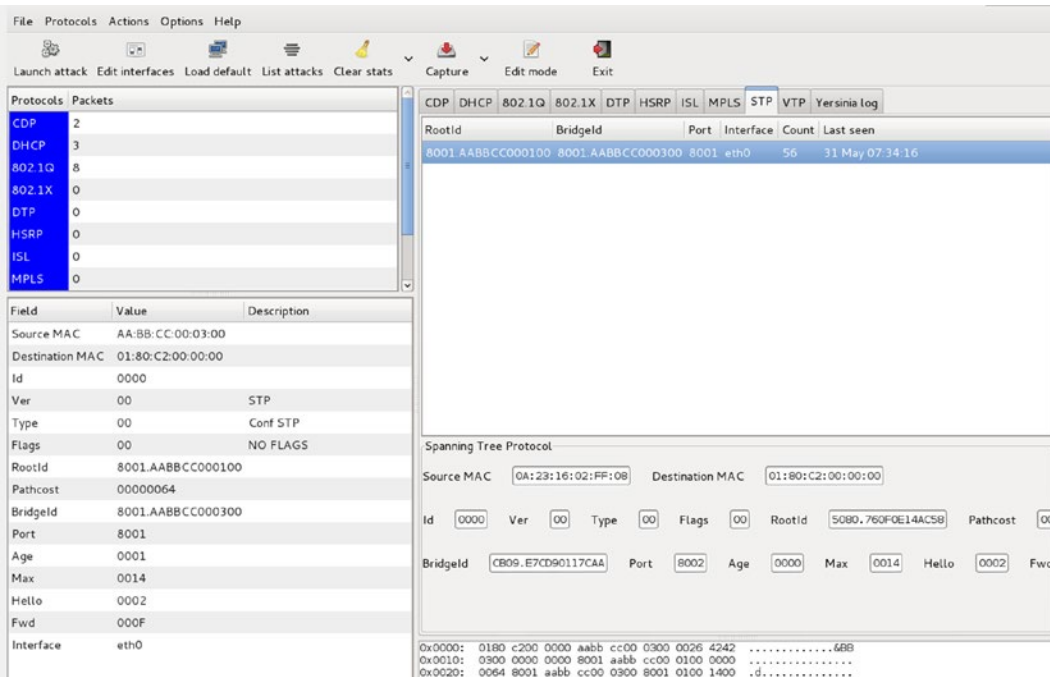 File Protocols Actions Options Help
Launch attack Edit interfaces Load default List attacks Clear stats Capture Edit mode Exit
Protocols Packets
CDP 2
DHCP 3
802.1Q 8
802.1X 0
DTP 0
HSRP 0
ISL 0
MPLS 0
Field Value Description
Source MAC AA:BB:CC:00:03:00
Destination MAC 01:80:C2:00:00:00
Id 0000
Ver 00 STP
Type 00 Conf STP
Flags 00 NO FLAGS
RootId 8001.AABBCC000100
Pathcost 00000064
BridgeId 8001.AABBCC000300
Port 8001
Age 0001
Max 0014
Hello 0002
Fwd 000F
Interface eth0
CDP DHCP 802.1Q 802.1X DTP HSRP ISL MPLS STP VTP Yersinia log
RootId BridgeId Port Interface Count Last seen
8001.AABBCC000100 8001.AABBCC000300 8001 eth0 56 31 May 07:34:16
Spanning Tree Protocol
Source MAC 0A:23:16:02:FF:08 Destination MAC 01:80:C2:00:00:00
Id 0000 Ver 00 Type 00 Flags 00 RootId 5080.760F0E14AC58 Pathcost
BridgeId CB09.E7CD90117CAA Port 8002 Age 0000 Max 0014 Hello 0002
0x0000: 0180 c200 0000 aabb cc00 0300 0026 4242 .............&BB
0x0010: 0300 0000 0000 8001 aabb cc00 0100 0000 ................
0x0020: 0064 8001 aabb cc00 0300 8001 0100 1400 .d..............